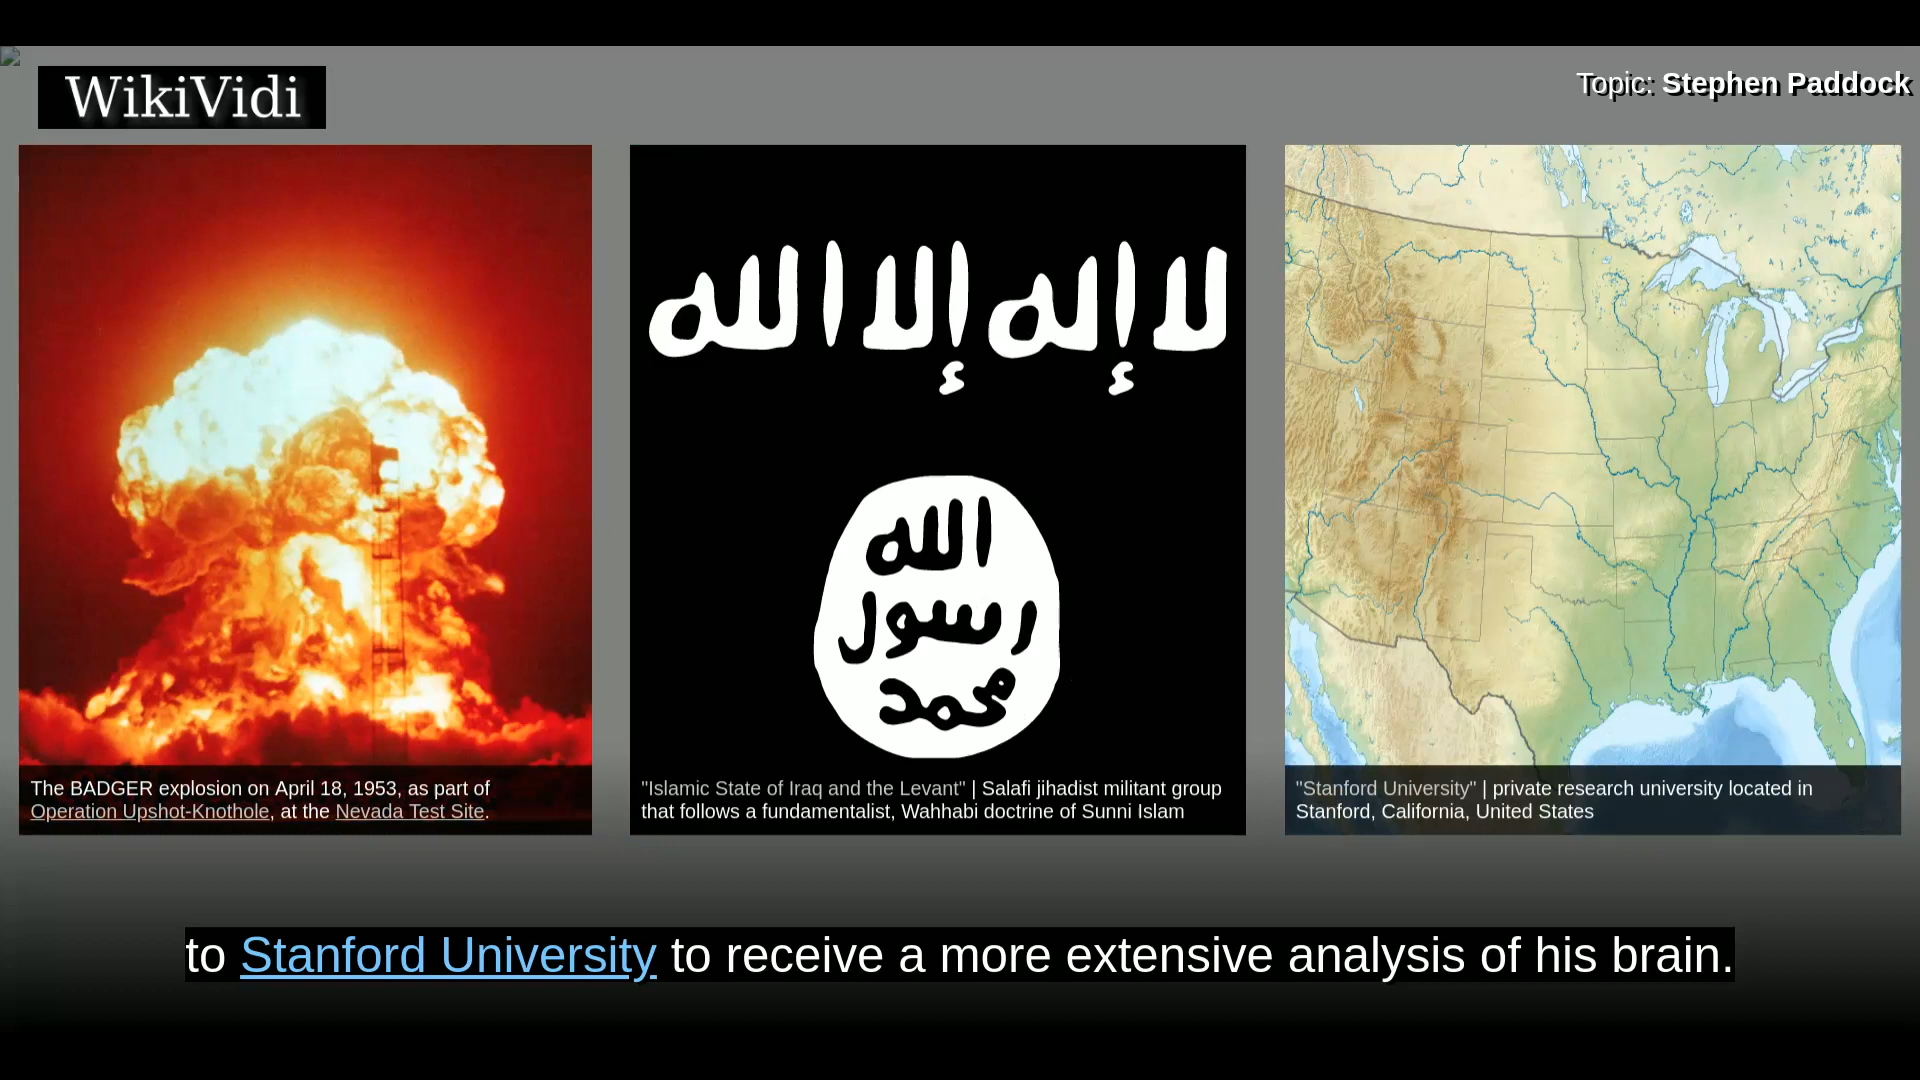 WikiVidi
Topic: Stephen Paddock
لا إله إلا الله
الله
رسول
محمد
The BADGER explosion on April 18, 1953, as part of
Operation Upshot-Knothole, at the Nevada Test Site.
"Islamic State of Iraq and the Levant" | Salafi jihadist militant group
that follows a fundamentalist, Wahhabi doctrine of Sunni Islam
"Stanford University" | private research university located in
Stanford, California, United States
to Stanford University to receive a more extensive analysis of his brain.